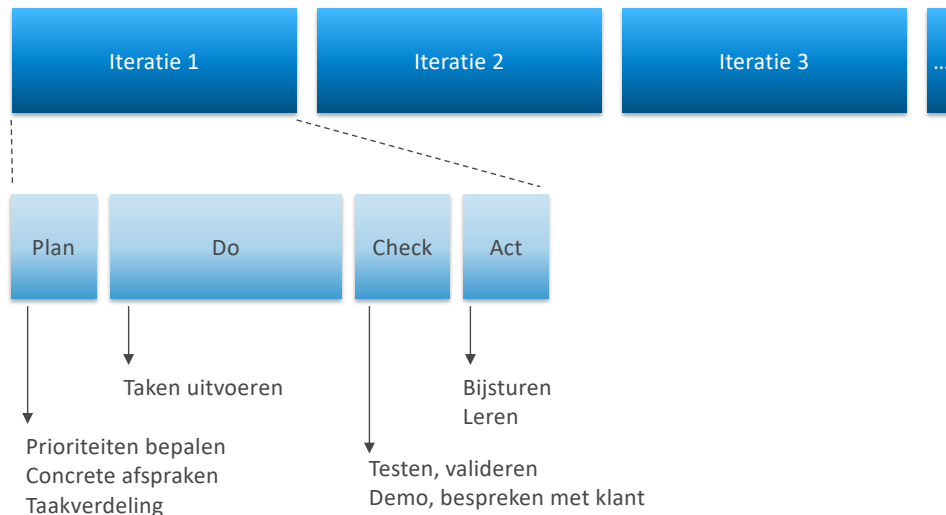 Iteratie 1
Iteratie 2
Iteratie 3
...
Plan
Do
Check
Act
Taken uitvoeren
Bijsturen
Leren
Prioriteiten bepalen
Concrete afspraken
Taakverdeling
Testen, valideren
Demo, bespreken met klant